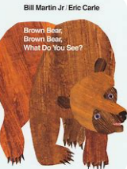 Bill Martin Jr / Eric Carle
Brown Bear,
Brown Bear,
What Do You See?